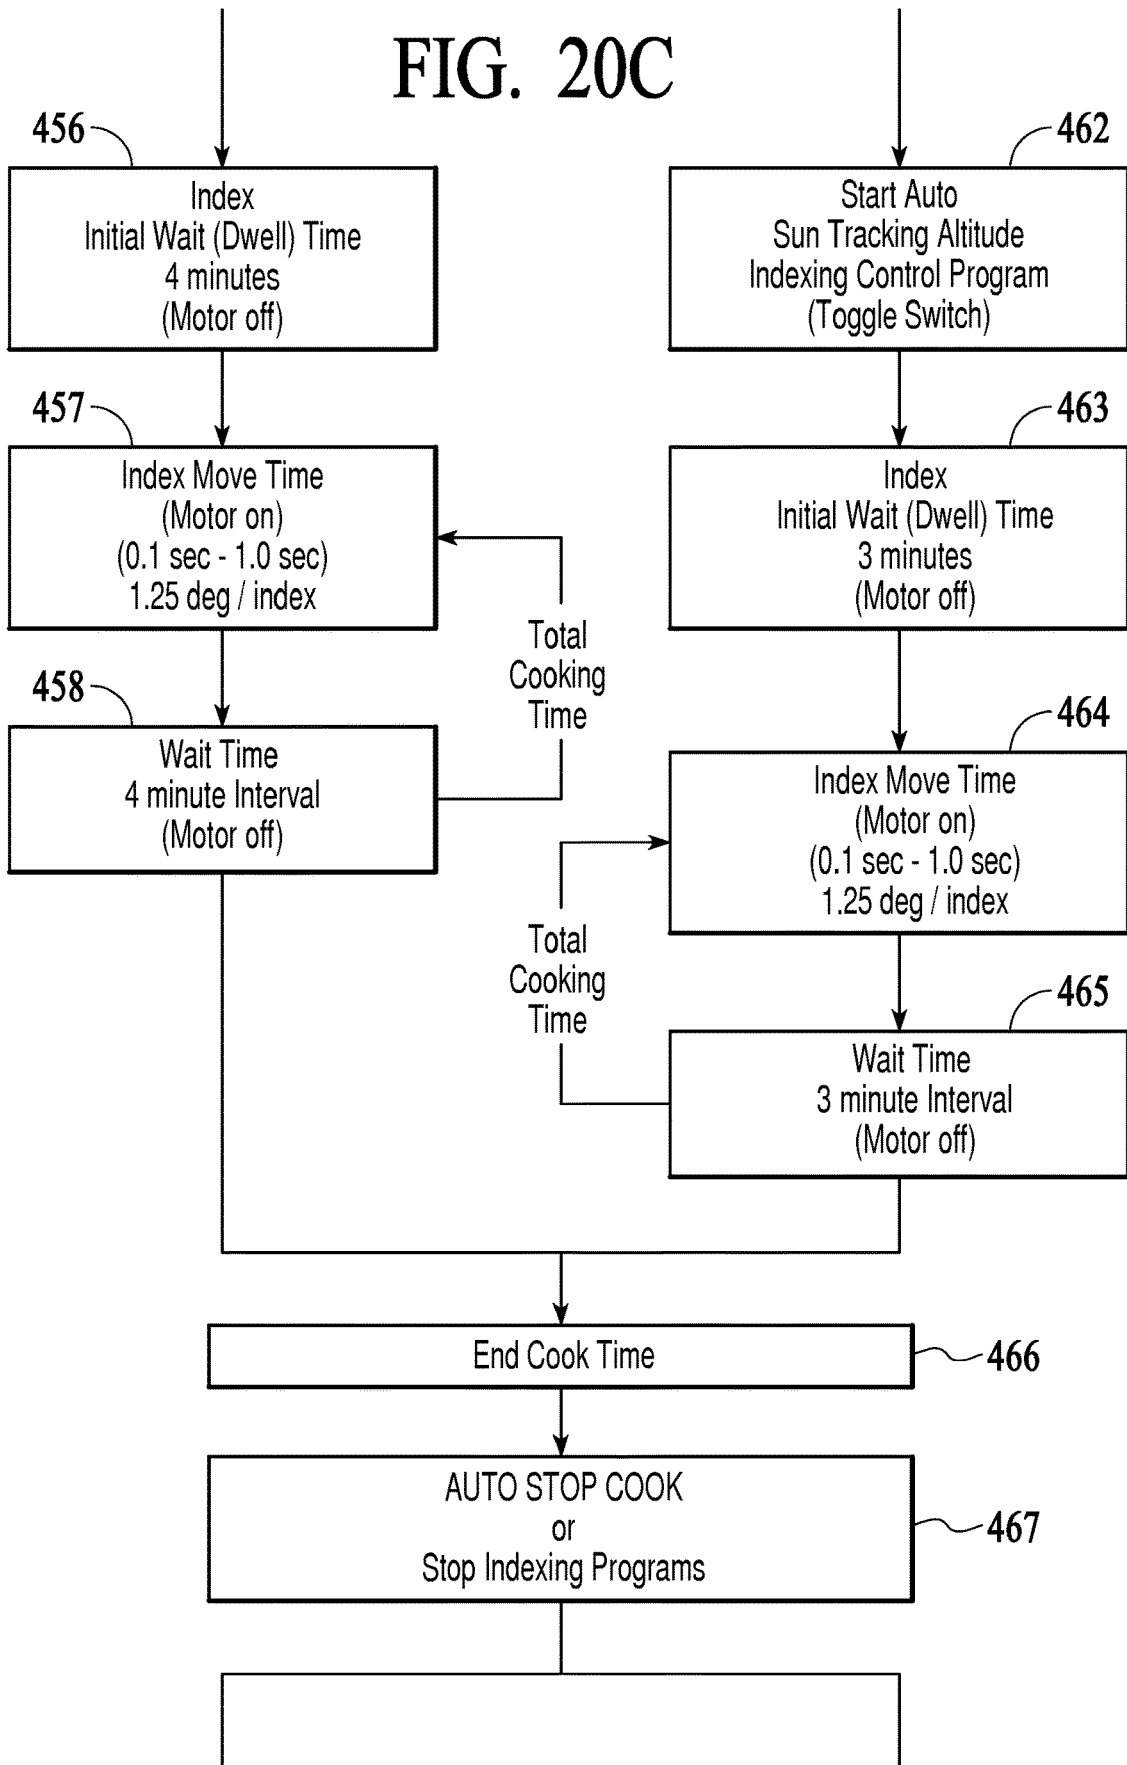 FIG. 20C
456
Index
Initial Wait (Dwell) Time
4 minutes
(Motor off)
457
Index Move Time
(Motor on)
(0.1 sec - 1.0 sec)
1.25 deg / index
458
Wait Time
4 minute Interval
(Motor off)
Total
Cooking
Time
462
Start Auto
Sun Tracking Altitude
Indexing Control Program
(Toggle Switch)
463
Index
Initial Wait (Dwell) Time
3 minutes
(Motor off)
464
Index Move Time
(Motor on)
(0.1 sec - 1.0 sec)
1.25 deg / index
Total
Cooking
Time
465
Wait Time
3 minute Interval
(Motor off)
End Cook Time
466
AUTO STOP COOK
or
Stop Indexing Programs
467